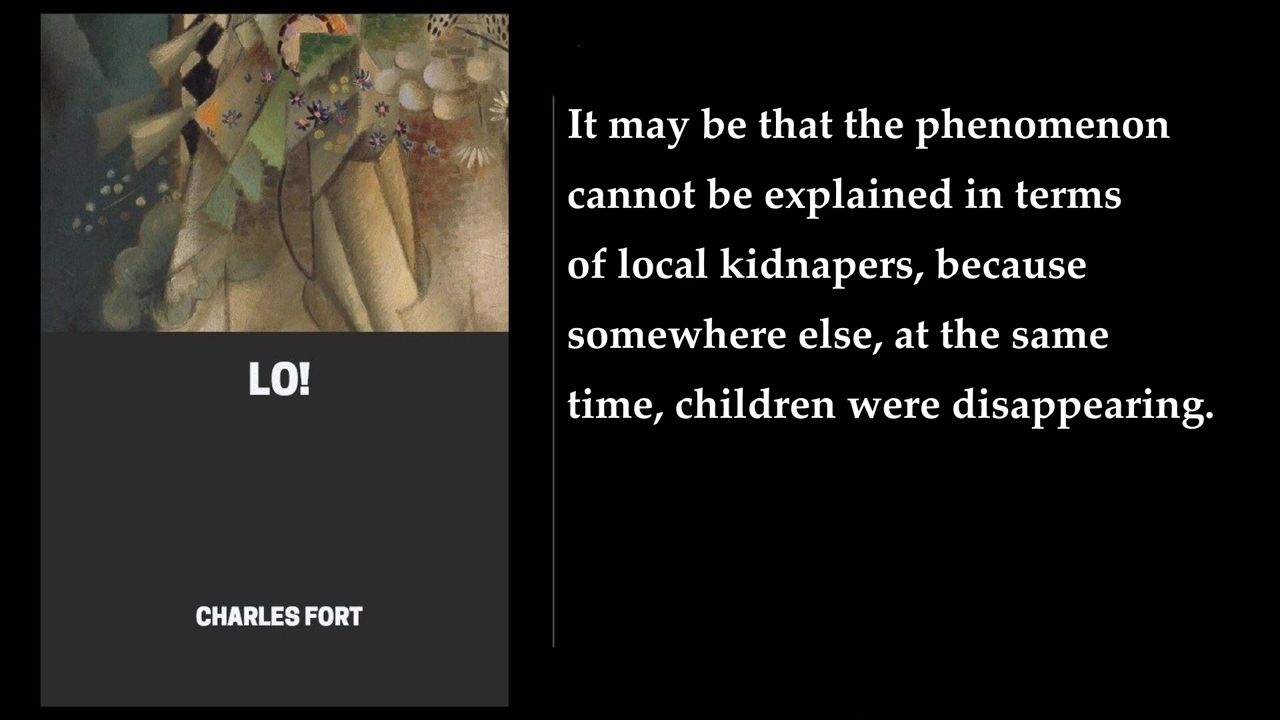 LO!
CHARLES FORT
It may be that the phenomenon
cannot be explained in terms
of local kidnapers, because
somewhere else, at the same
time, children were disappearing.